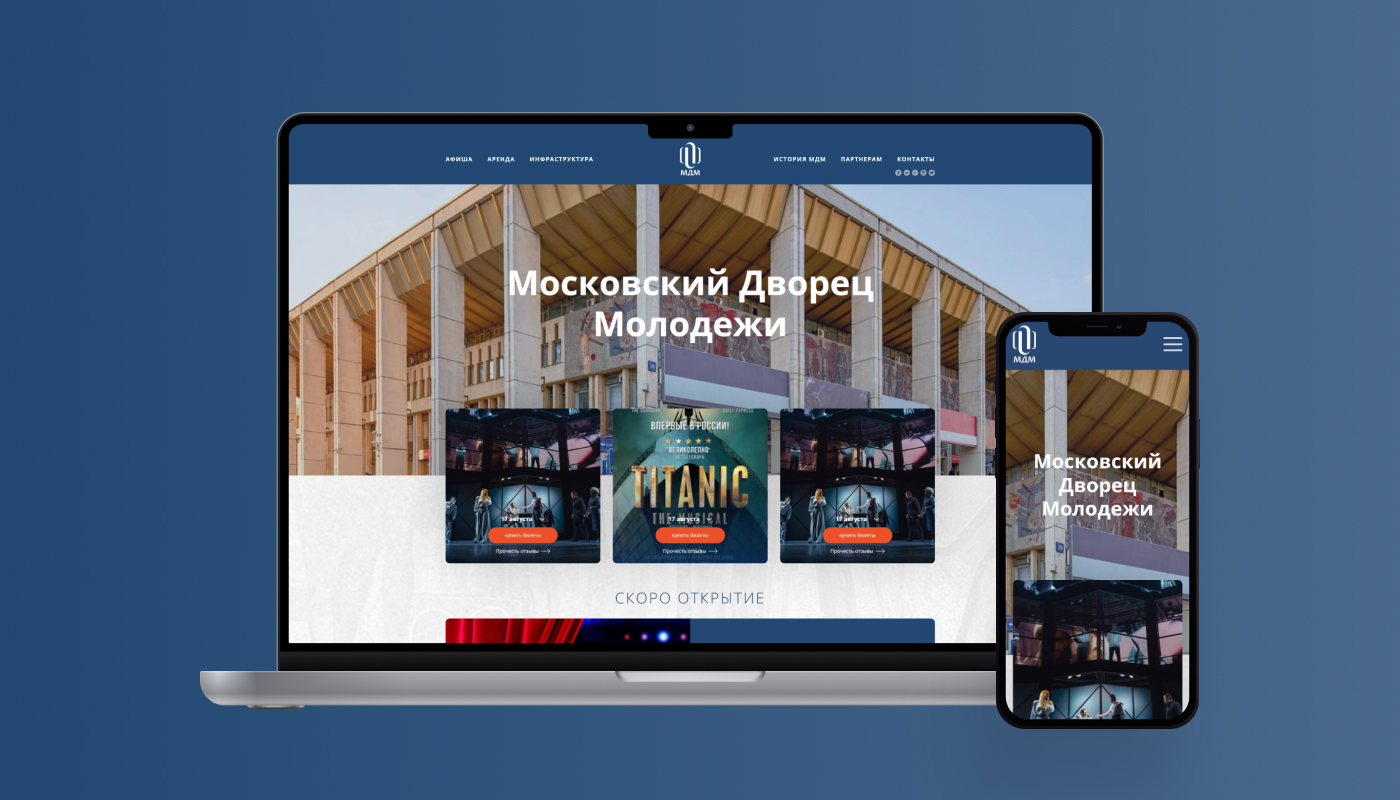 АФИША АРЕНДА ИНФРАСТРУКТУРА
МДМ
ИСТОРИЯ МДМ ПАРТНЕРАМ КОНТАКТЫ
Московский Дворец
Молодежи
17 августа
купить билеты
Прочесть отзывы
DAILY EXPRESS
ВПЕРВЫЕ В РОССИИ!
"ВЕЛИКОЛЕПНО"
TITANIC
THE MUSICAL
17 августа
купить билеты
Прочесть отзывы
17 августа
купить билеты
Прочесть отзывы
СКОРО ОТКРЫТИЕ
МДМ
Московский
Дворец
Молодежи